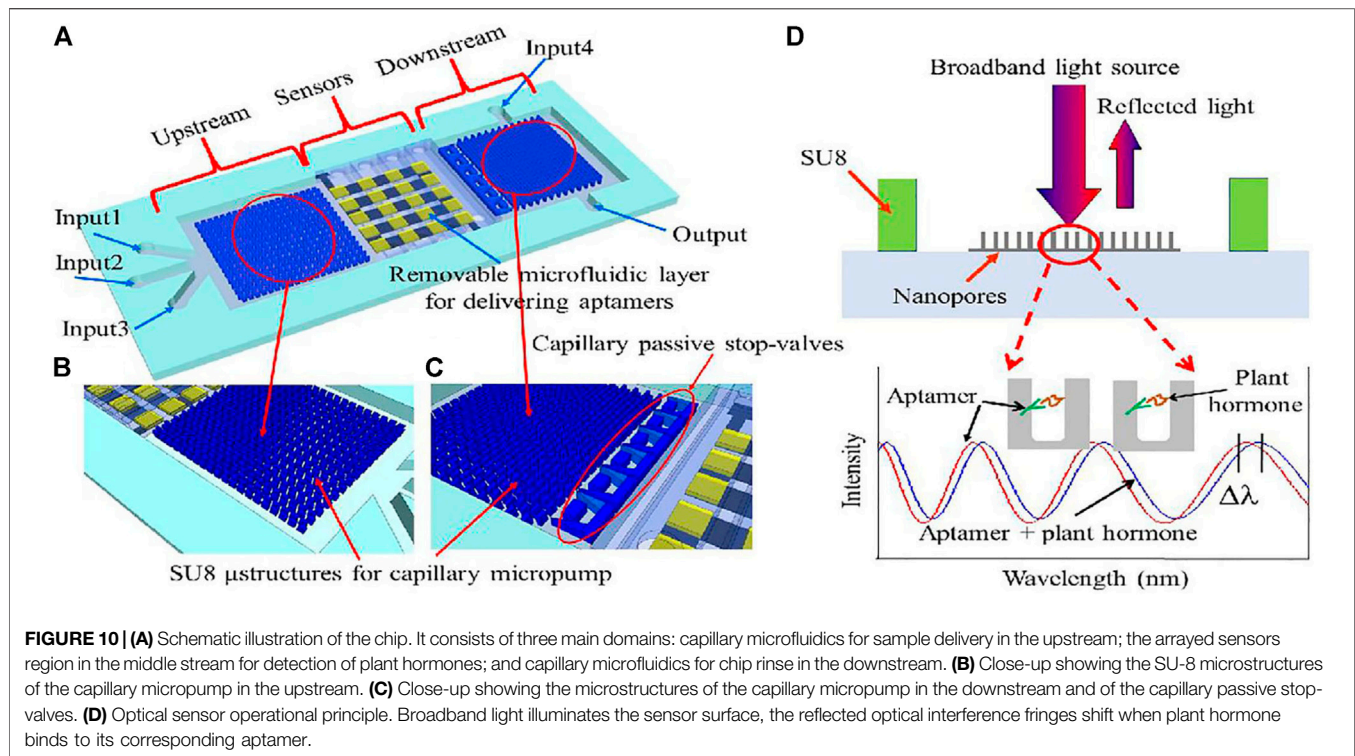 A
Upstream
Sensors
Downstream
Input4
Input1
Input2
Input3
Output
Removable microfluidic layer
for delivering aptamers
Capillary passive stop-valves
B
C
SU8 µstructures for capillary micropump
D
Broadband light source
Reflected light
SU8
Nanopores
Aptamer
Plant
hormone
Intensity
Δλ
Aptamer + plant hormone
Wavelength (nm)
FIGURE 10 | (A) Schematic illustration of the chip. It consists of three main domains: capillary microfluidics for sample delivery in the upstream; the arrayed sensors
region in the middle stream for detection of plant hormones; and capillary microfluidics for chip rinse in the downstream. (B) Close-up showing the SU-8 microstructures
of the capillary micropump in the upstream. (C) Close-up showing the microstructures of the capillary micropump in the downstream and of the capillary passive stop-
valves. (D) Optical sensor operational principle. Broadband light illuminates the sensor surface, the reflected optical interference fringes shift when plant hormone
binds to its corresponding aptamer.